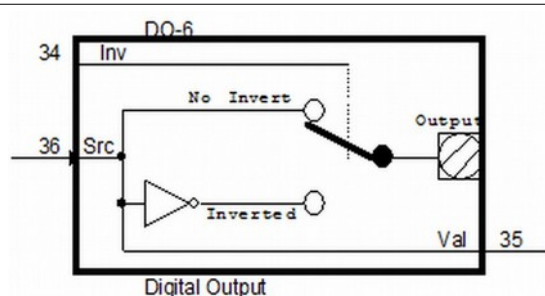 DO-6
34 Inv
No Invert
Output
36 Src
Inverted
Val 35
Digital Output